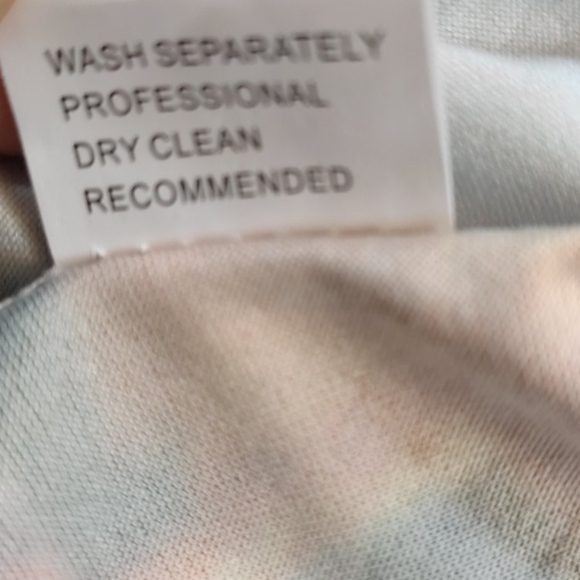 WASH SEPARATELY
PROFESSIONAL
DRY CLEAN
RECOMMENDED